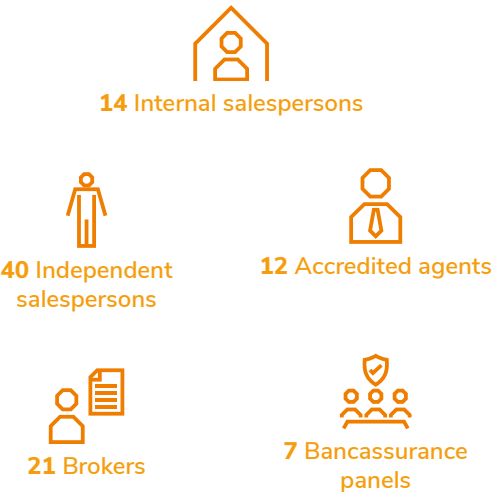 14 Internal salespersons
40 Independent
salespersons
12 Accredited agents
21 Brokers
7 Bancassurance
panels